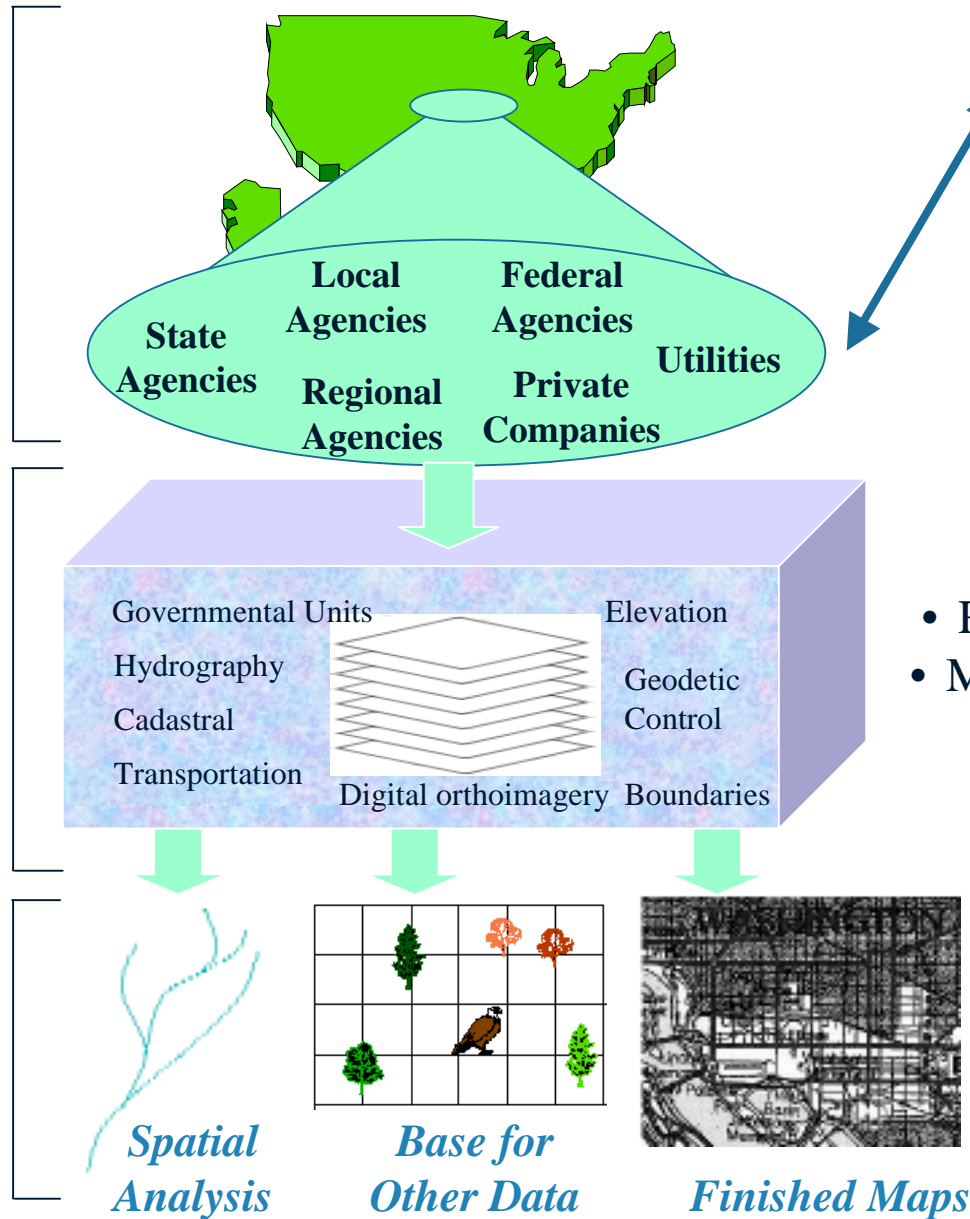 Local
Agencies
Federal
Agencies
State
Agencies
Utilities
Regional
Agencies
Private
Companies
Governmental Units
Elevation
Hydrography
Geodetic
Control
Cadastral
Transportation
Digital orthoimagery
Boundaries
WASHINGTON
Spatial
Analysis
Base for
Other Data
Finished Maps